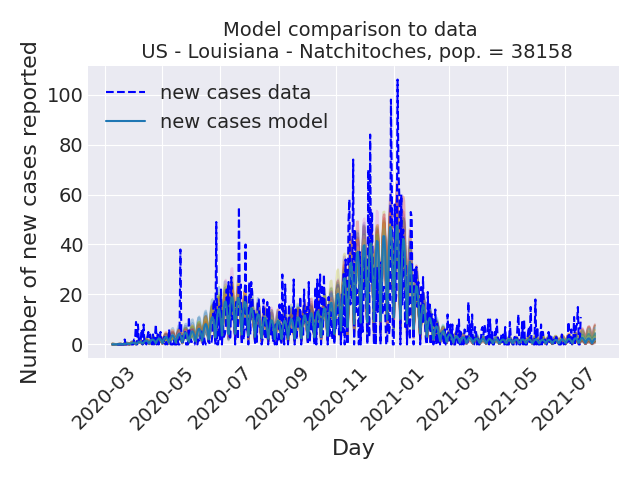 Model comparison to data
US - Louisiana - Natchitoches, pop. = 38158
Number of new cases reported
100
80
60
40
20
0
new cases data
new cases model
2020-03
2020-05
2020-07
2020-09
2020-11
2021-01
2021-03
2021-05
2021-07
Day